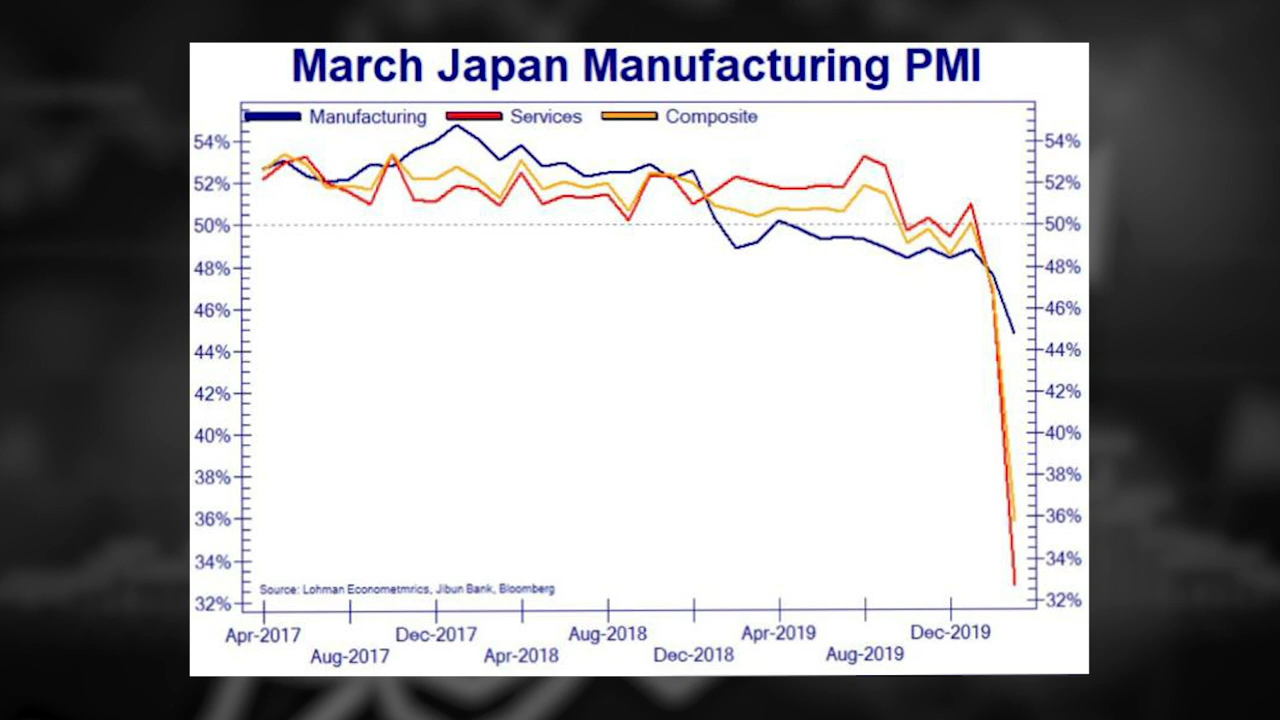 March Japan Manufacturing PMI
Manufacturing Services Composite
54% 54%
52% 52%
50% 50%
48% 48%
46% 46%
44% 44%
42% 42%
40% 40%
38% 38%
36% 36%
34% 34%
Source: Lohman Econometmrics, Jibun Bank, Bloomberg
32% 32%
Apr-2017 Dec-2017 Aug-2018 Apr-2019 Dec-2019
Aug-2017 Apr-2018 Dec-2018 Aug-2019